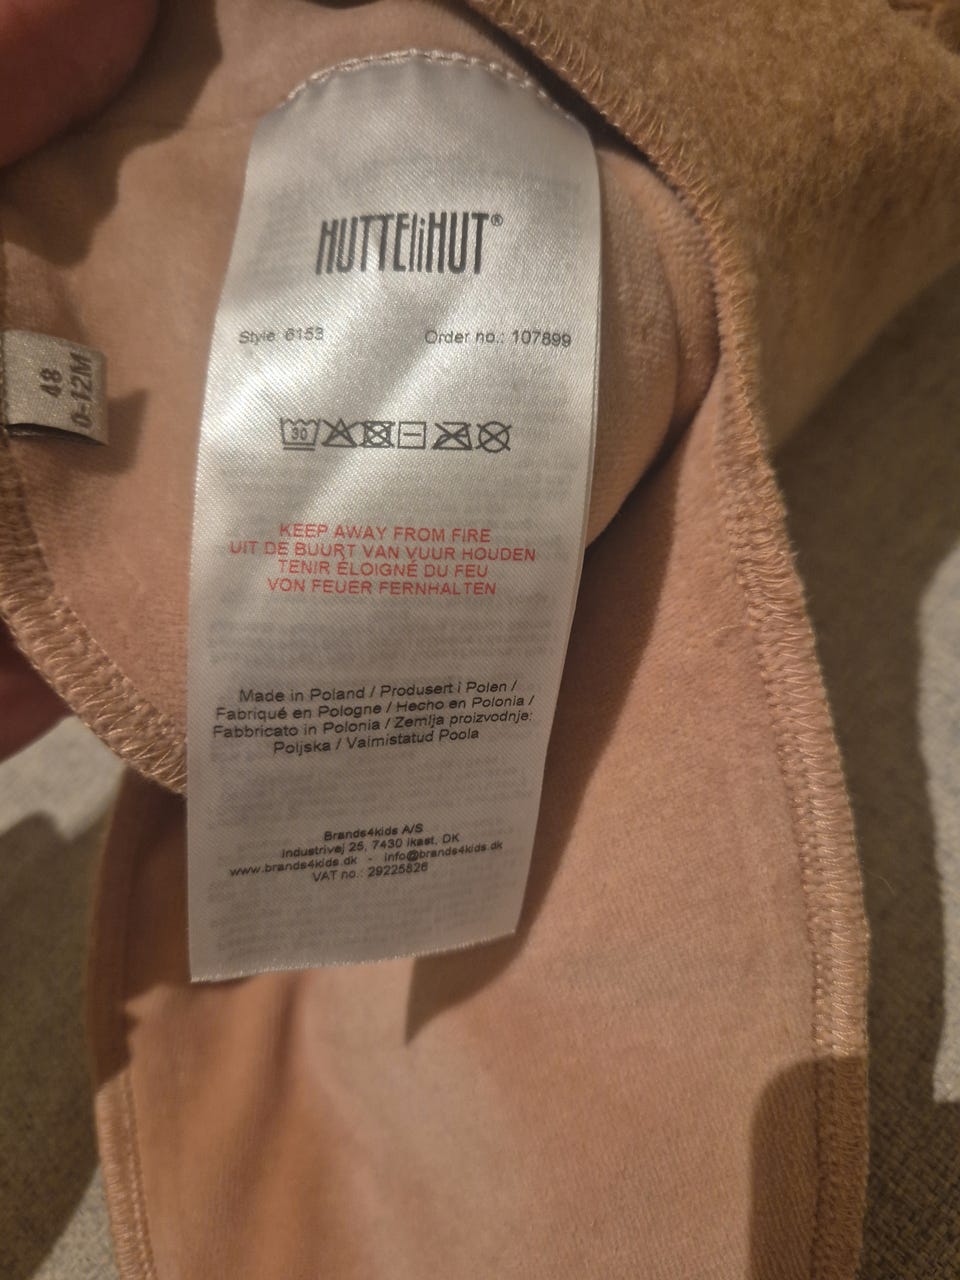 HUTTEliHUT®
Style 6153 Order no.: 107899
30
KEEP AWAY FROM FIRE
UIT DE BUURT VAN VUUR HOUDEN
TENIR ÉLOIGNÉ DU FEU
VON FEUER FERNHALTEN
Made in Poland / Produsert i Polen /
Fabriqué en Pologne / Hecho en Polonia /
Fabbricato in Polonia / Zemlja proizvodnje:
Poljska / Valmistatud Poola
Brands4kids A/S
Industrivej 25, 7430 Ikast, DK
www.brands4kids.dk - info@brands4kids.dk
VAT no.: 29225826
48
0-12M